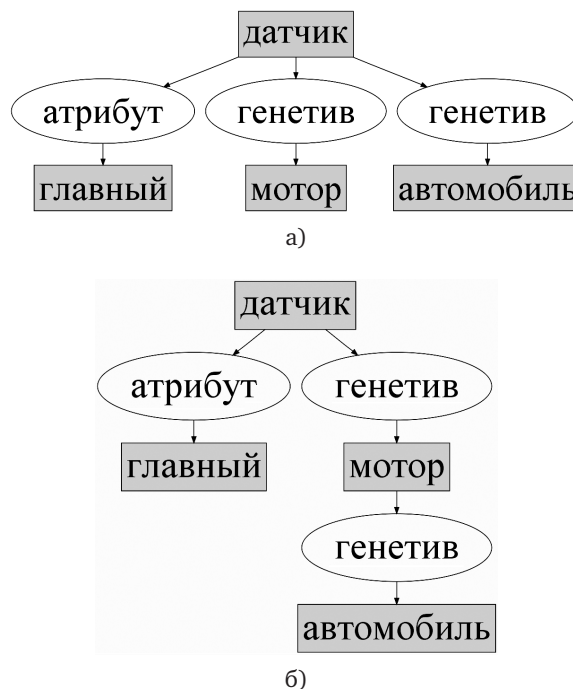 датчик
атрибут генетив генетив
главный мотор автомобиль
а)
датчик
атрибут генетив
главный мотор
генетив
автомобиль
б)